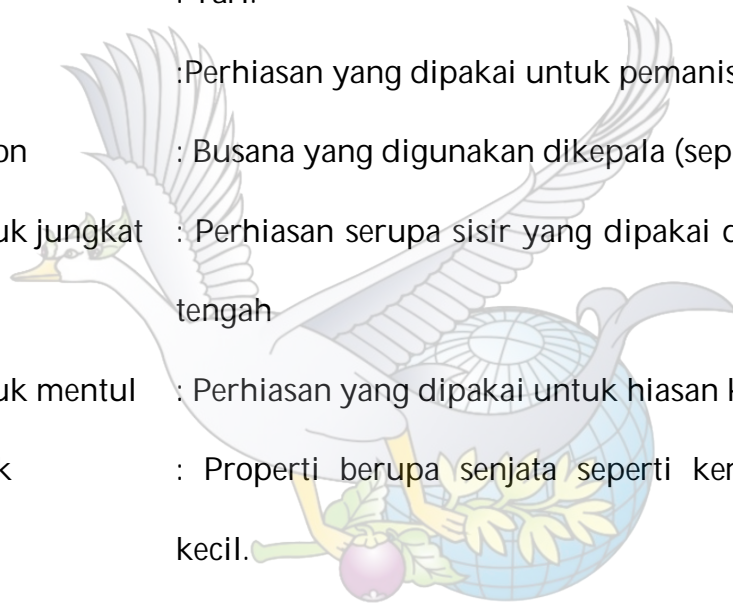 :Perhiasan yang dipakai untuk pemanis
on : Busana yang digunakan dikepala (sep
uk jungkat : Perhiasan serupa sisir yang dipakai d
tengah
uk mentul : Perhiasan yang dipakai untuk hiasan k
k : Properti berupa senjata seperti ker
kecil.